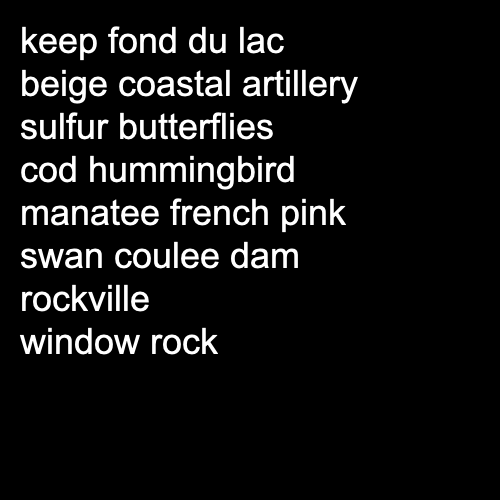 keep fond du lac
beige coastal artillery
sulfur butterflies
cod hummingbird
manatee french pink
swan coulee dam
rockville
window rock